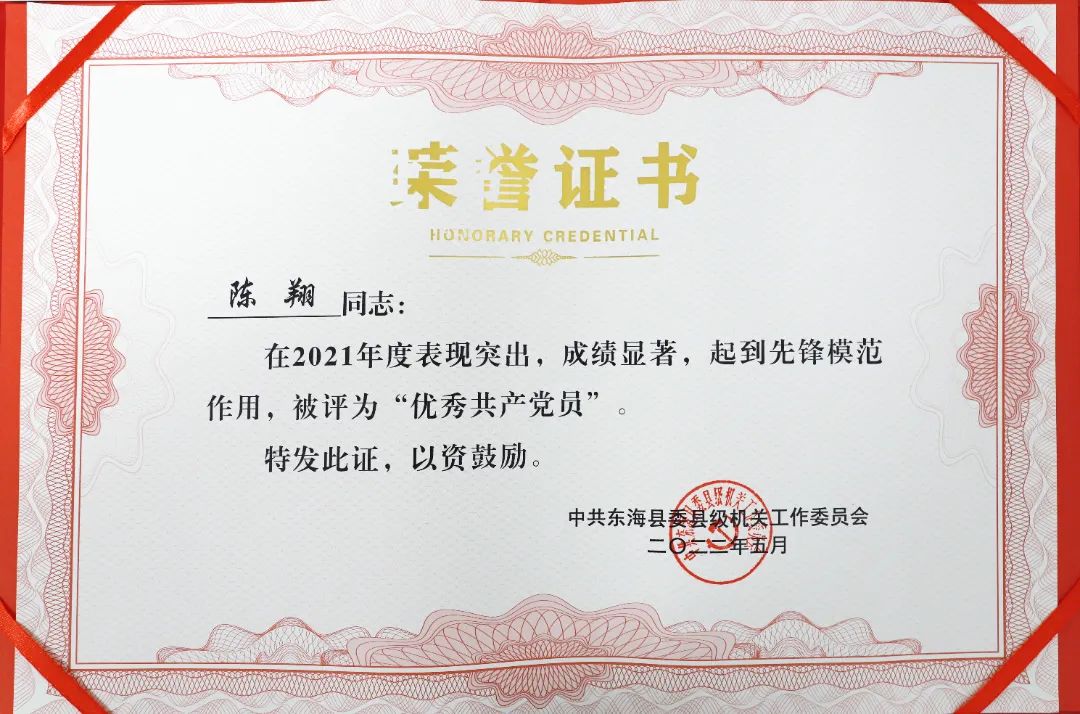 荣誉证书
HONORARY CREDENTIAL
陈翔同志：
在2021年度表现突出，成绩显著，起到先锋模范
作用，被评为“优秀共产党员”。
特发此证，以资鼓励。
中共东海县委县级机关工作委员会
二〇二二年五月